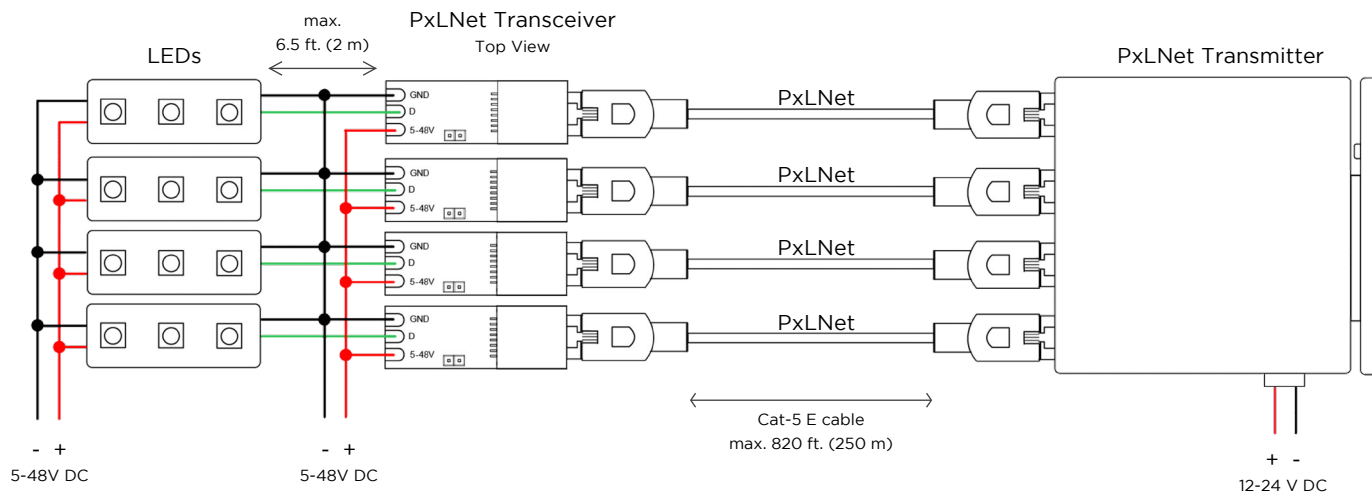 max.
6.5 ft. (2 m)
PxLNet Transceiver
Top View
LEDs
PxLNet Transmitter
GND
D
5-48V
PxLNet
GND
D
5-48V
PxLNet
GND
D
5-48V
PxLNet
GND
D
5-48V
PxLNet
Cat-5 E cable
max. 820 ft. (250 m)
- +
5-48V DC
- +
5-48V DC
+ -
12-24 V DC